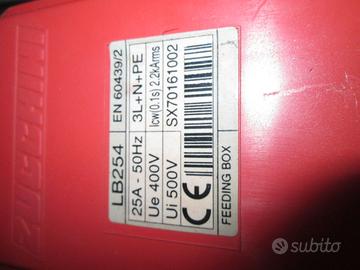 ZUCCHINI
LB254 EN 60439/2
25A - 50Hz 3L+N+PE
Ue 400V Icw(0.1s) 2.2kArms
Ui 500V SX70161002
CE FEEDING BOX
subito